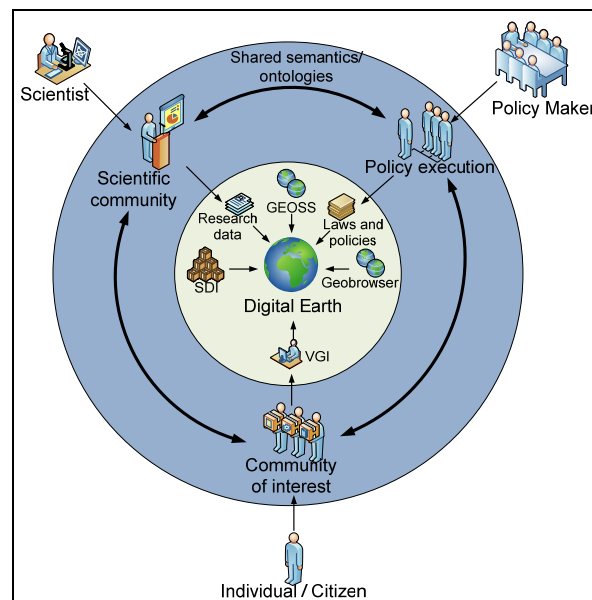 Shared semantics/
ontologies
Scientist
Policy Maker
Scientific
community
Policy execution
GEOSS
Research
data
Laws and
policies
SDI
Geobrowser
Digital Earth
VGI
Community
of interest
Individual / Citizen